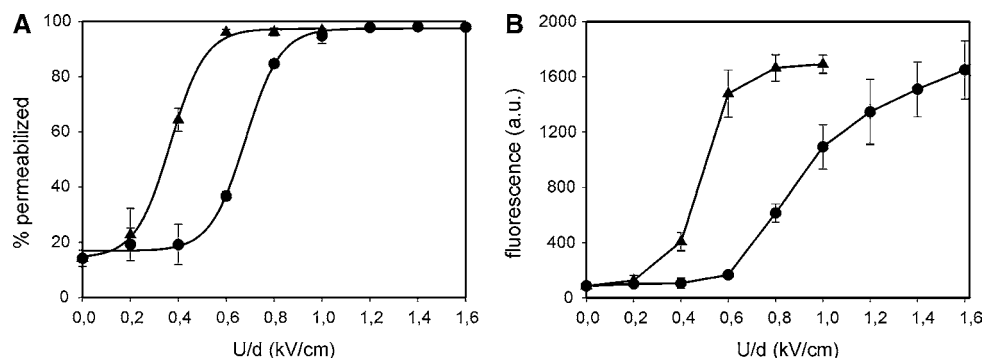 A
% permeabilized
100
80
60
40
20
0
0,0 0,2 0,4 0,6 0,8 1,0 1,2 1,4 1,6
U/d (kV/cm)
B
fluorescence (a.u.)
2000
1600
1200
800
400
0
0,0 0,2 0,4 0,6 0,8 1,0 1,2 1,4 1,6
U/d (kV/cm)